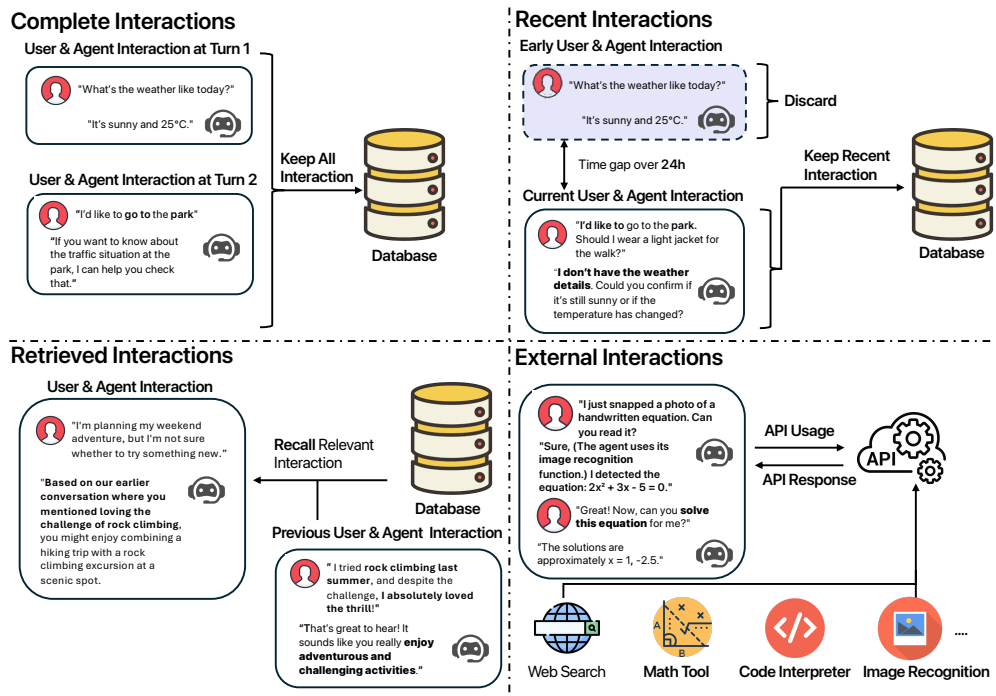 Complete Interactions
User & Agent Interaction at Turn 1
"What's the weather like today?"
"It's sunny and 25°C."
User & Agent Interaction at Turn 2
"I'd like to go to the park"
"If you want to know about
the traffic situation at the
park, I can help you check
that."
Keep All
Interaction
Database
Recent Interactions
Early User & Agent Interaction
"What's the weather like today?"
"It's sunny and 25°C."
Discard
Time gap over 24h
Current User & Agent Interaction
"I'd like to go to the park.
Should I wear a light jacket for
the walk?"
"I don't have the weather
details. Could you confirm if
it's still sunny or if the
temperature has changed?
Keep Recent
Interaction
Database
Retrieved Interactions
User & Agent Interaction
"I'm planning my weekend
adventure, but I'm not sure
whether to try something new."
"Based on our earlier
conversation where you
mentioned loving the
challenge of rock climbing,
you might enjoy combining a
hiking trip with a rock
climbing excursion at a
scenic spot.
Recall Relevant
Interaction
Database
Previous User & Agent Interaction
" I tried rock climbing last
summer, and despite the
challenge, I absolutely loved
the thrill!"
"That's great to hear! It
sounds like you really enjoy
adventurous and
challenging activities."
External Interactions
"I just snapped a photo of a
handwritten equation. Can
you read it?
"Sure, (The agent uses its
image recognition
function.) I detected the
equation: 2x² + 3x - 5 = 0."
"Great! Now, can you solve
this equation for me?"
"The solutions are
approximately x = 1, -2.5."
API Usage
API Response
API
A
B
Web Search
Math Tool
Code Interpreter
Image Recognition
....